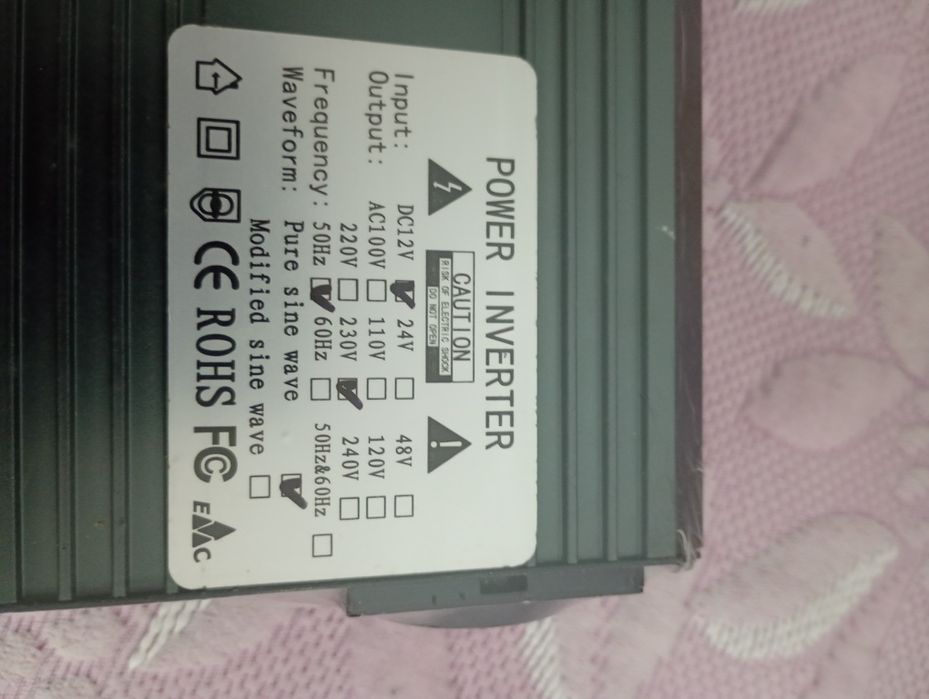 POWER INVERTER
CAUTION
RISK OF ELECTRIC SHOCK
DO NOT OPEN
Input: DC12V 24V 48V
Output: AC100V 110V 120V
220V 230V 240V
Frequency: 50Hz 60Hz 50Hz&60Hz
Waveform: Pure sine wave
Modified sine wave
CE ROHS FC EMC